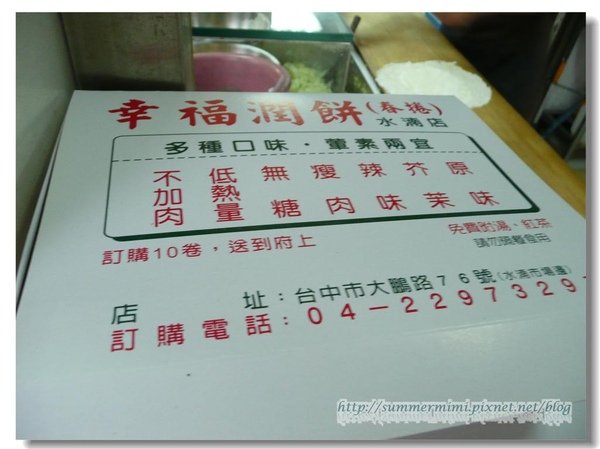 幸福潤餅(春捲)
水湳店
多種口味・葷素兩宜
不加肉 低熱量 無糖 瘦肉 辣味 芥茉 原味
訂購10卷，送到府上
免費附湯、紅茶
請勿隔餐食用
店址：台中市大鵬路76號(水湳市場邊)
訂購電話：04-2297329-
http://summermimi.pixnet.net/blog